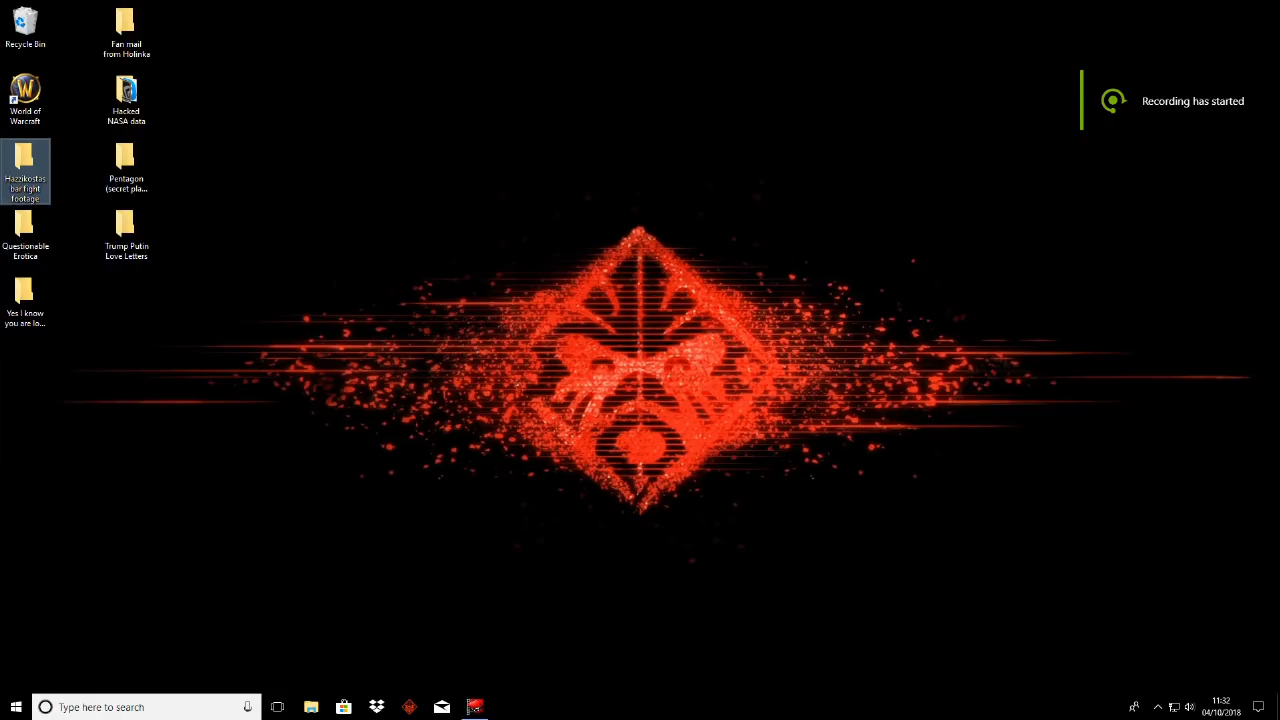 Recycle Bin
Fan mail
from Holinka
World of
Warcraft
Hacked
NASA data
Hazzikostas
bar fight
footage
Pentagon
(secret pla...
Questionable
Erotica
Trump Putin
Love Letters
Yes I know
you are lo...
Recording has started
Type here to search
11:32
04/10/2018